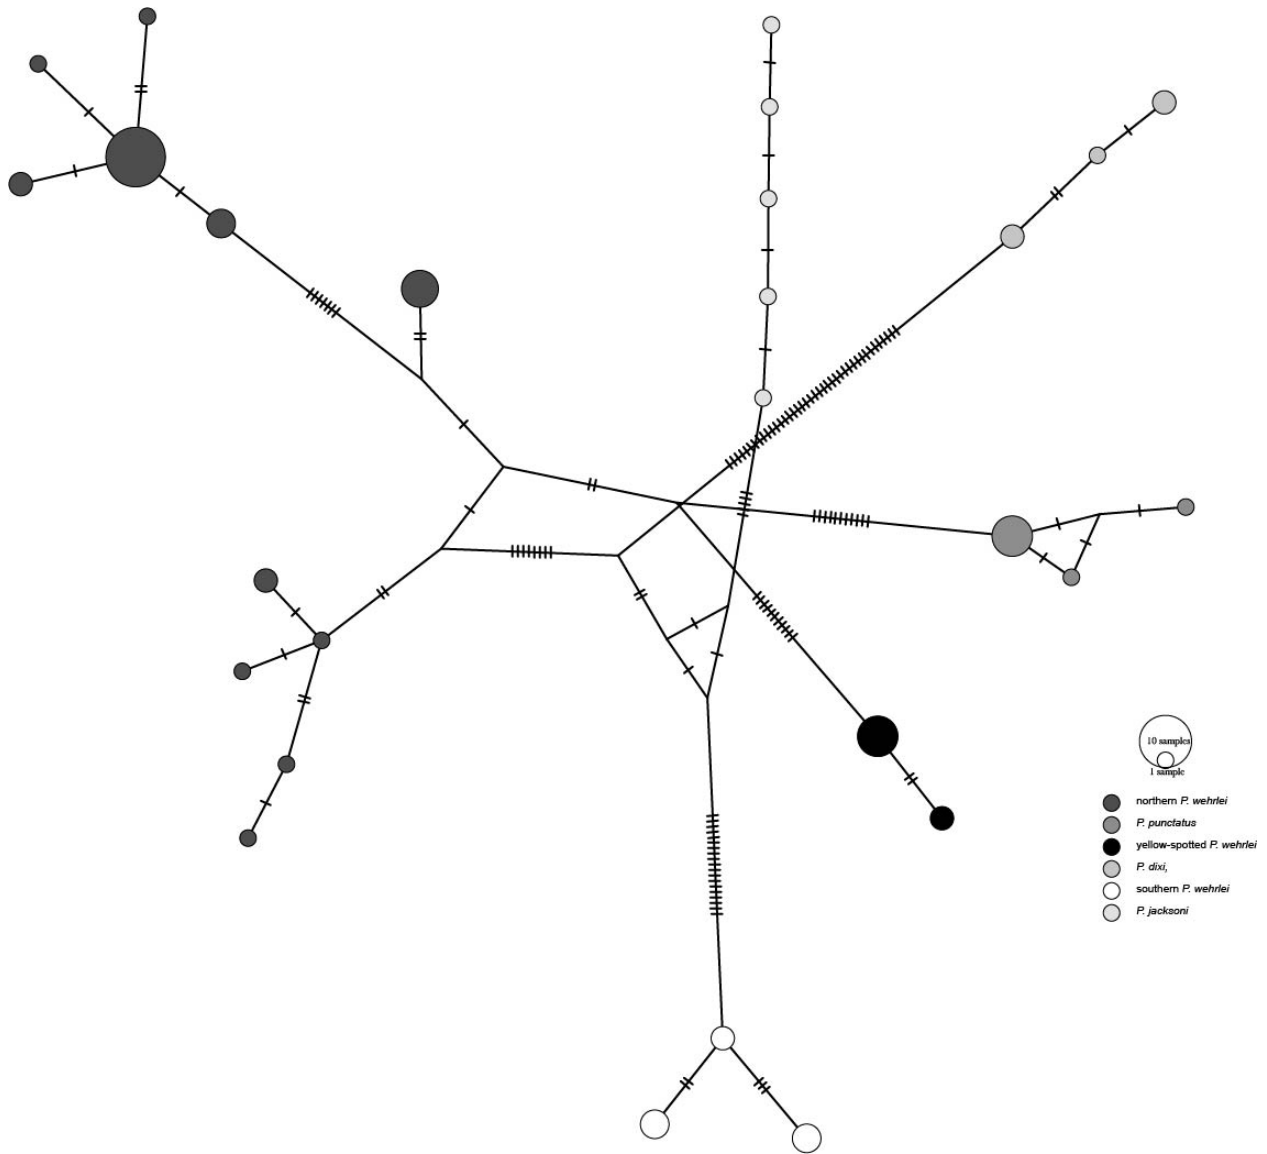 10 samples
1 sample
northern P. wehrlei
P. punctatus
yellow-spotted P. wehrlei
P. dixi,
southern P. wehrlei
P. jacksoni